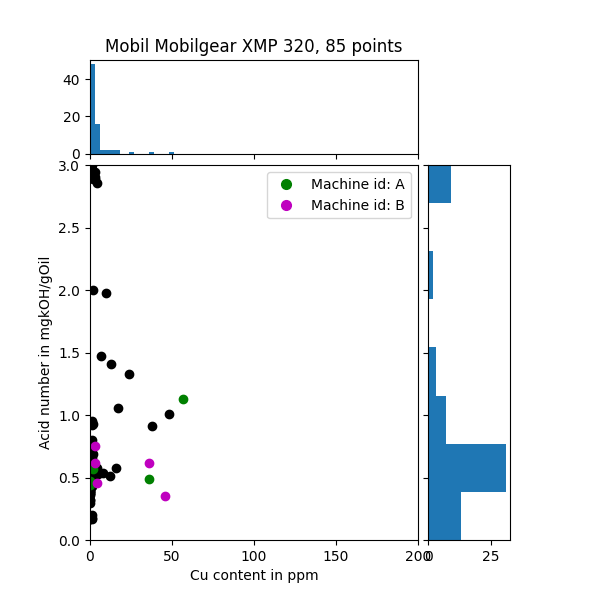 Mobil Mobilgear XMP 320, 85 points
40
20
0
3.0
2.5
2.0
1.5
1.0
0.5
0.0
Acid number in mgkOH/gOil
Machine id: A
Machine id: B
0 50 100 150 200
0 25
Cu content in ppm